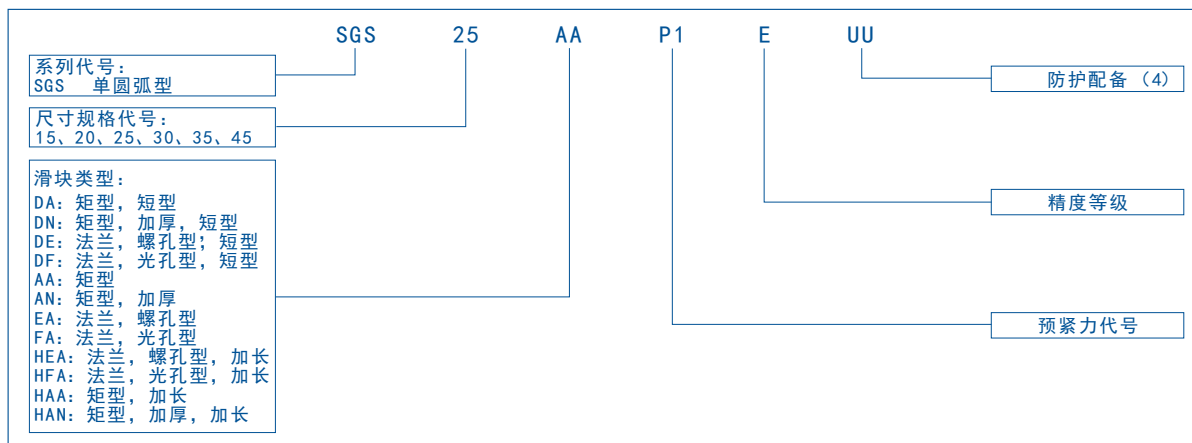 SGS 25 AA P1 E UU
系列代号：
SGS 单圆弧型
防护配备（4）
尺寸规格代号：
15、20、25、30、35、45
滑块类型：
DA：矩型，短型
DN：矩型，加厚，短型
DE：法兰，螺孔型；短型
DF：法兰，光孔型，短型
AA：矩型
AN：矩型，加厚
EA：法兰，螺孔型
FA：法兰，光孔型
HEA：法兰，螺孔型，加长
HFA：法兰，光孔型，加长
HAA：矩型，加长
HAN：矩型，加厚，加长
精度等级
预紧力代号